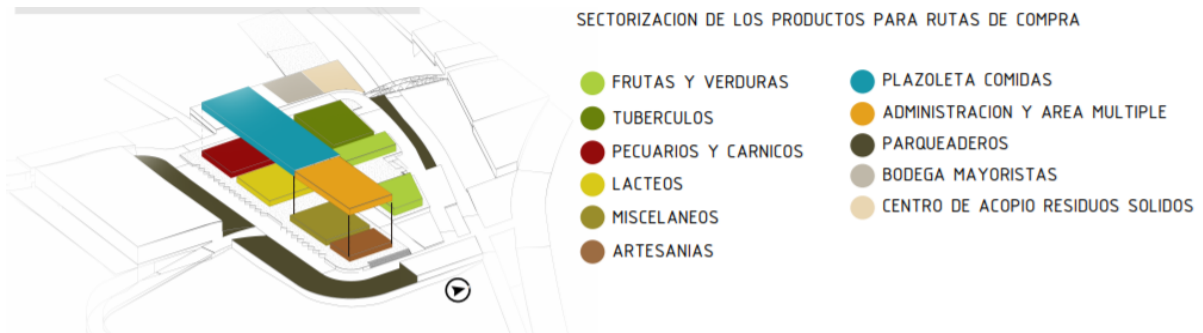 SECTORIZACION DE LOS PRODUCTOS PARA RUTAS DE COMPRA
FRUTAS Y VERDURAS
TUBERCULOS
PECUARIOS Y CARNICOS
LACTEOS
MISCELANEOS
ARTESANIAS
PLAZOLETA COMIDAS
ADMINISTRACION Y AREA MULTIPLE
PARQUEADEROS
BODEGA MAYORISTAS
CENTRO DE ACOPIO RESIDUOS SOLIDOS